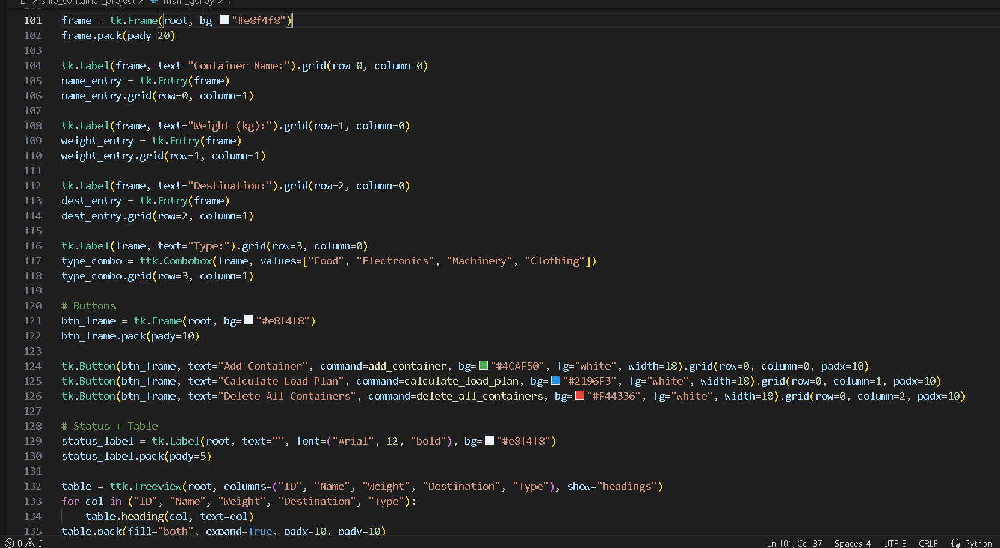 D: > ship_container_project > main_gui.py > ...
101 frame = tk.Frame(root, bg="#e8f4f8")
102 frame.pack(pady=20)
103
104 tk.Label(frame, text="Container Name:").grid(row=0, column=0)
105 name_entry = tk.Entry(frame)
106 name_entry.grid(row=0, column=1)
107
108 tk.Label(frame, text="Weight (kg):").grid(row=1, column=0)
109 weight_entry = tk.Entry(frame)
110 weight_entry.grid(row=1, column=1)
111
112 tk.Label(frame, text="Destination:").grid(row=2, column=0)
113 dest_entry = tk.Entry(frame)
114 dest_entry.grid(row=2, column=1)
115
116 tk.Label(frame, text="Type:").grid(row=3, column=0)
117 type_combo = ttk.Combobox(frame, values=["Food", "Electronics", "Machinery", "Clothing"])
118 type_combo.grid(row=3, column=1)
119
120 # Buttons
121 btn_frame = tk.Frame(root, bg="#e8f4f8")
122 btn_frame.pack(pady=10)
123
124 tk.Button(btn_frame, text="Add Container", command=add_container, bg="#4CAF50", fg="white", width=18).grid(row=0, column=0, padx=10)
125 tk.Button(btn_frame, text="Calculate Load Plan", command=calculate_load_plan, bg="#2196F3", fg="white", width=18).grid(row=0, column=1, padx=10)
126 tk.Button(btn_frame, text="Delete All Containers", command=delete_all_containers, bg="#F44336", fg="white", width=18).grid(row=0, column=2, padx=10)
127
128 # Status + Table
129 status_label = tk.Label(root, text="", font=("Arial", 12, "bold"), bg="#e8f4f8")
130 status_label.pack(pady=5)
131
132 table = ttk.Treeview(root, columns=("ID", "Name", "Weight", "Destination", "Type"), show="headings")
133 for col in ("ID", "Name", "Weight", "Destination", "Type"):
134     table.heading(col, text=col)
135 table.pack(fill="both", expand=True, padx=10, pady=10)
0 0 Ln 101, Col 37 Spaces: 4 UTF-8 CRLF Python